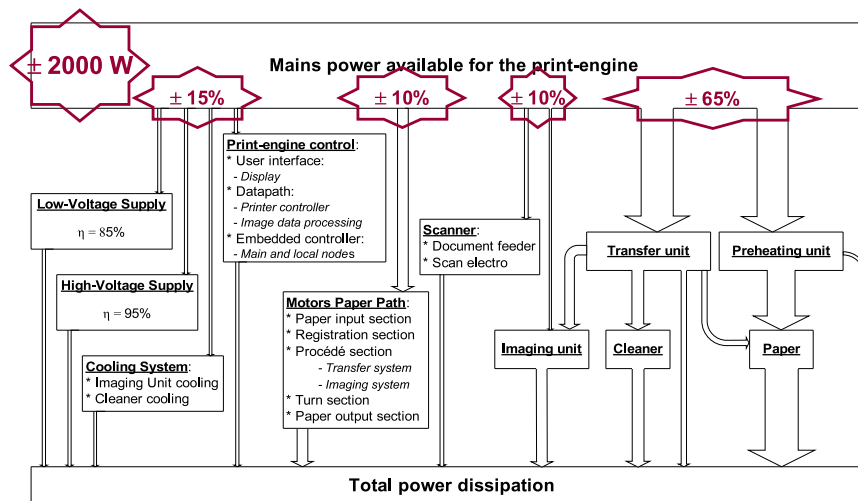 Mains power available for the print-engine
± 2000 W
± 15%
± 10%
± 10%
± 65%
Print-engine control:
* User interface:
- Display
* Datapath:
- Printer controller
- Image data processing
* Embedded controller:
- Main and local nodes
Low-Voltage Supply
η = 85%
High-Voltage Supply
η = 95%
Cooling System:
* Imaging Unit cooling
* Cleaner cooling
Motors Paper Path:
* Paper input section
* Registration section
* Procédé section
- Transfer system
- Imaging system
* Turn section
* Paper output section
Scanner:
* Document feeder
* Scan electro
Transfer unit
Preheating unit
Imaging unit
Cleaner
Paper
Total power dissipation